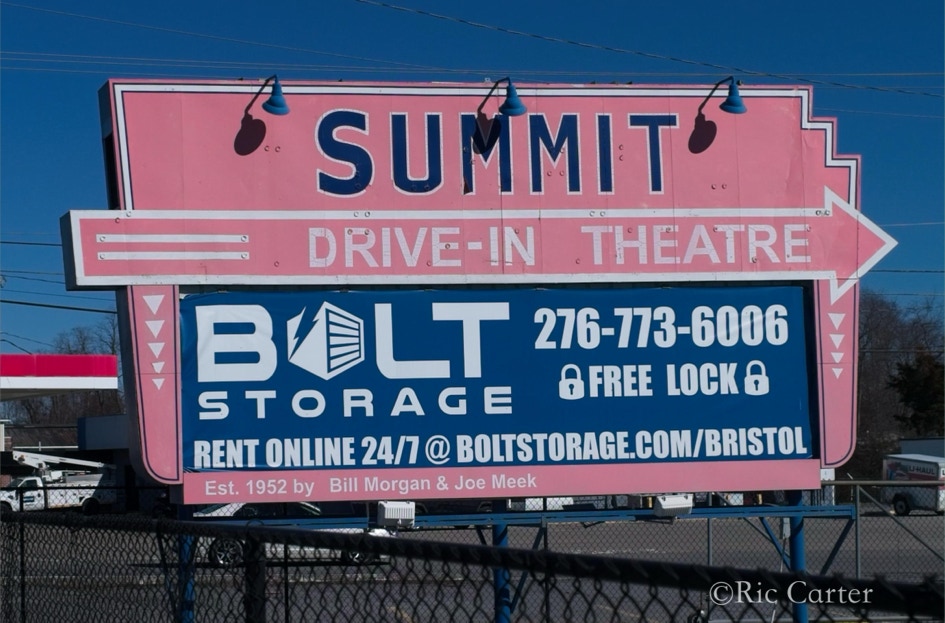 SUMMIT
DRIVE-IN THEATRE
BOLT
STORAGE
276-773-6006
FREE LOCK
RENT ONLINE 24/7 @ BOLTSTORAGE.COM/BRISTOL
Est. 1952 by Bill Morgan & Joe Meek
U-HAUL
©Ric Carter